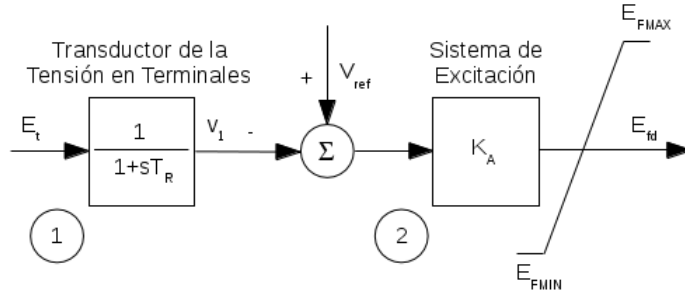 Transductor de la
Tensión en Terminales
Sistema de
Excitación
E_FMAX
+
V_ref
E_t
1
1+sT_R
V_1
-
Σ
K_A
E_fd
1
2
E_FMIN